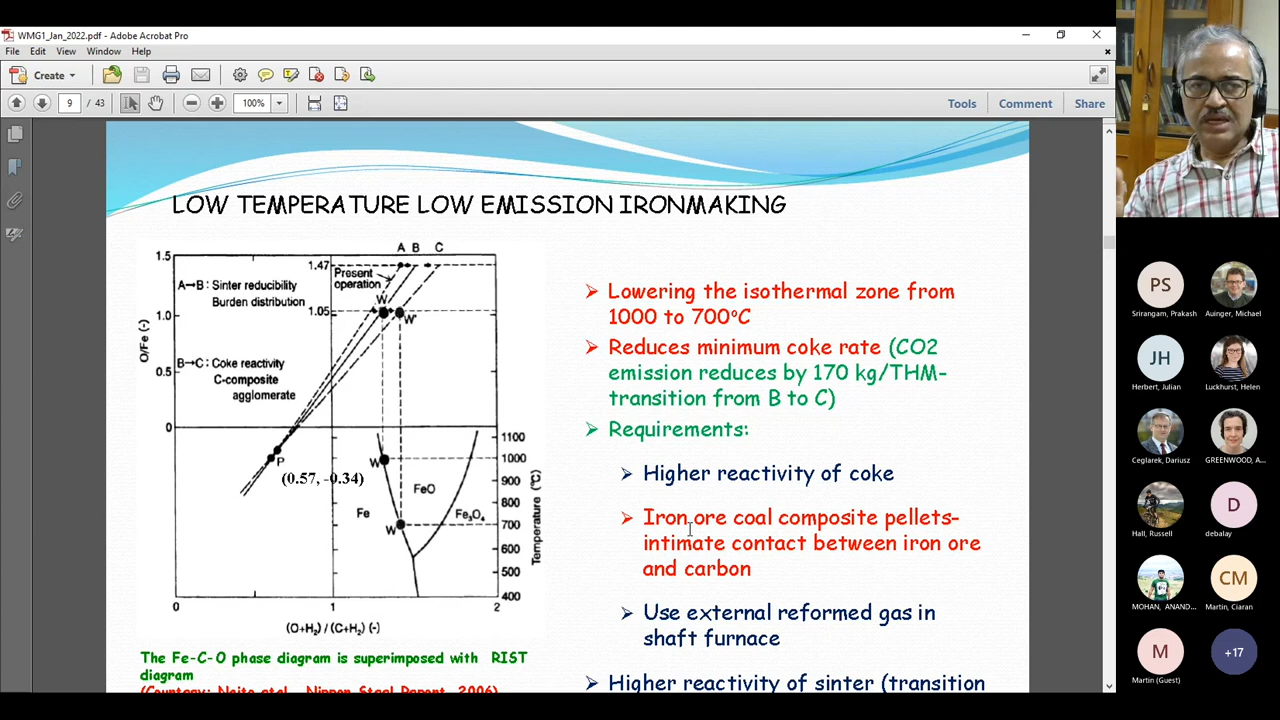 WMG1_Jan_2022.pdf - Adobe Acrobat Pro
File Edit View Window Help
Create
9 / 43
100%
Tools Comment Share
LOW TEMPERATURE LOW EMISSION IRONMAKING
A B C
1.5
1.47
Present
operation
A→B : Sinter reducibility
Burden distribution
W
1.0
1.05
W'
O/Fe (-)
B→C : Coke reactivity
C-composite
agglomerate
0.5
0
P
(0.57, -0.34)
W
FeO
Fe
Fe₃O₄
W'
1100
1000
900
800
700
600
500
400
Temperature (°C)
0 1 2
(O+H₂) / (C+H₂) (-)
The Fe-C-O phase diagram is superimposed with RIST
diagram
(Courtesy: Naito etal., Nippon Steel Report, 2006)
Lowering the isothermal zone from
1000 to 700°C
Reduces minimum coke rate (CO2
emission reduces by 170 kg/THM-
transition from B to C)
Requirements:
Higher reactivity of coke
Iron ore coal composite pellets-
intimate contact between iron ore
and carbon
Use external reformed gas in
shaft furnace
Higher reactivity of sinter (transition
PS
Srirangam, Prakash
Auinger, Michael
JH
Herbert, Julian
Luckhurst, Helen
Ceglarek, Dariusz
GREENWOOD, A...
Hall, Russell
D
debalay
MOHAN, ANAND...
CM
Martin, Ciaran
M
Martin (Guest)
+17